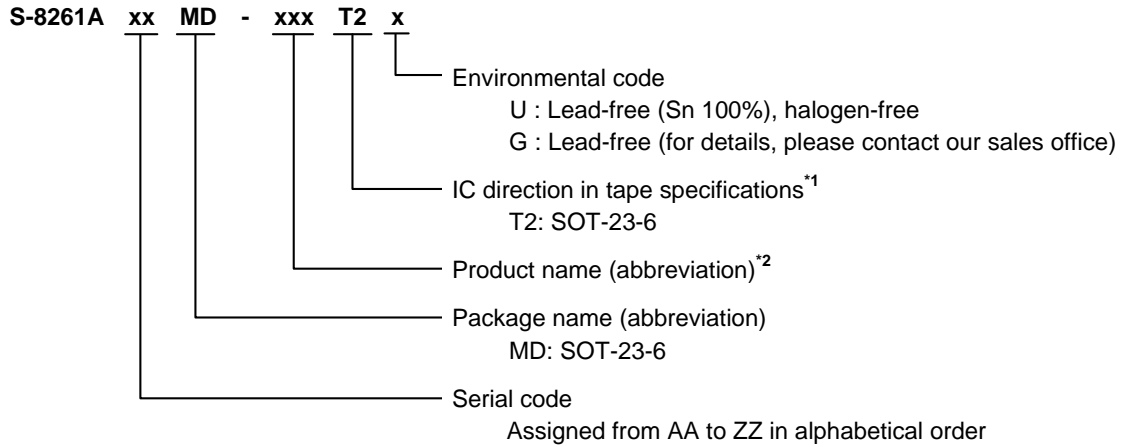 S-8261A xx MD - xxx T2 x
Environmental code
U : Lead-free (Sn 100%), halogen-free
G : Lead-free (for details, please contact our sales office)
IC direction in tape specifications*1
T2: SOT-23-6
Product name (abbreviation)*2
Package name (abbreviation)
MD: SOT-23-6
Serial code
Assigned from AA to ZZ in alphabetical order